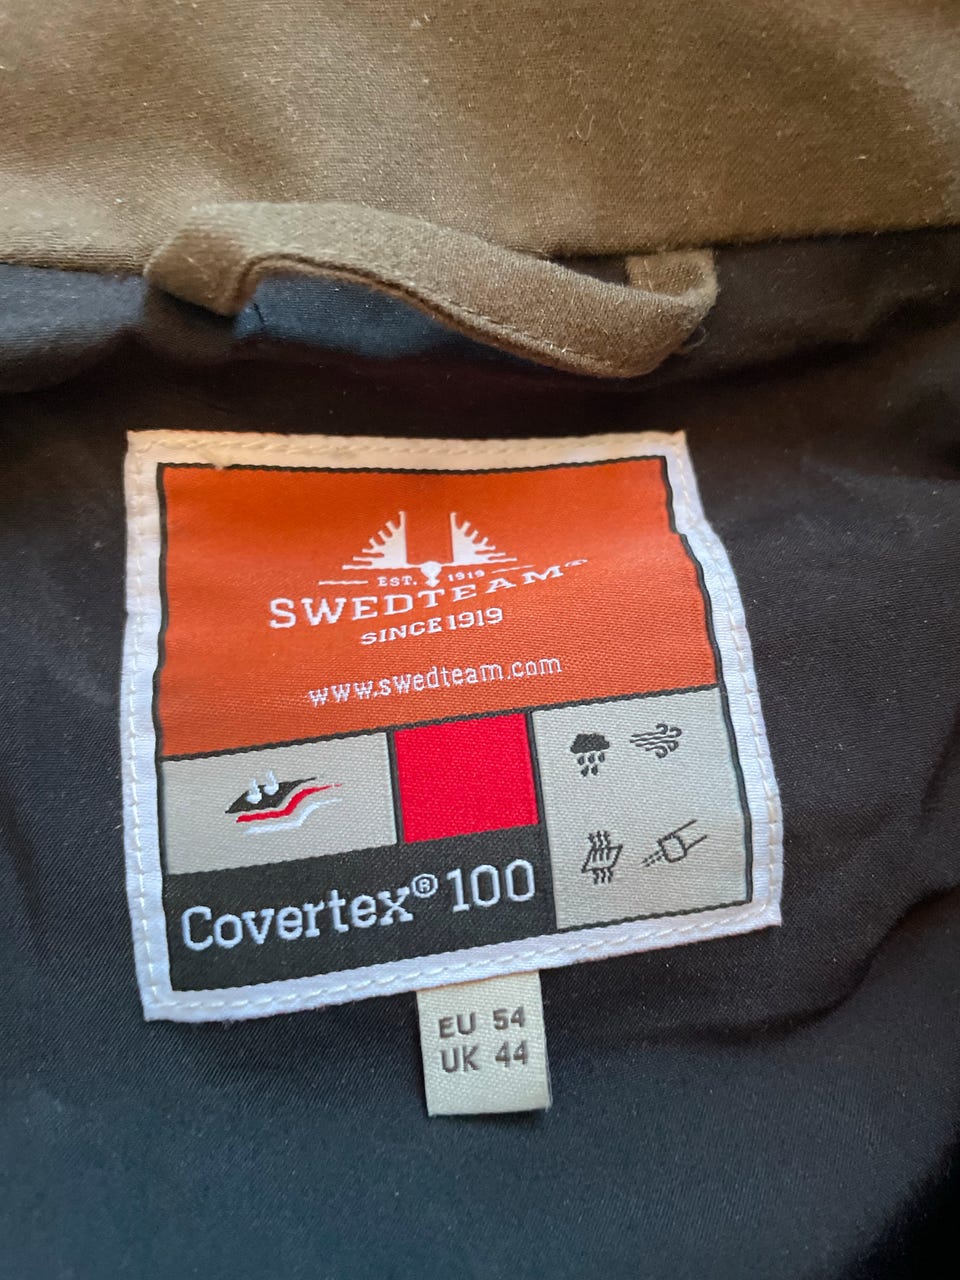 EST. 1919
SWEDTEAM
SINCE 1919
www.swedteam.com
Covertex® 100
EU 54
UK 44